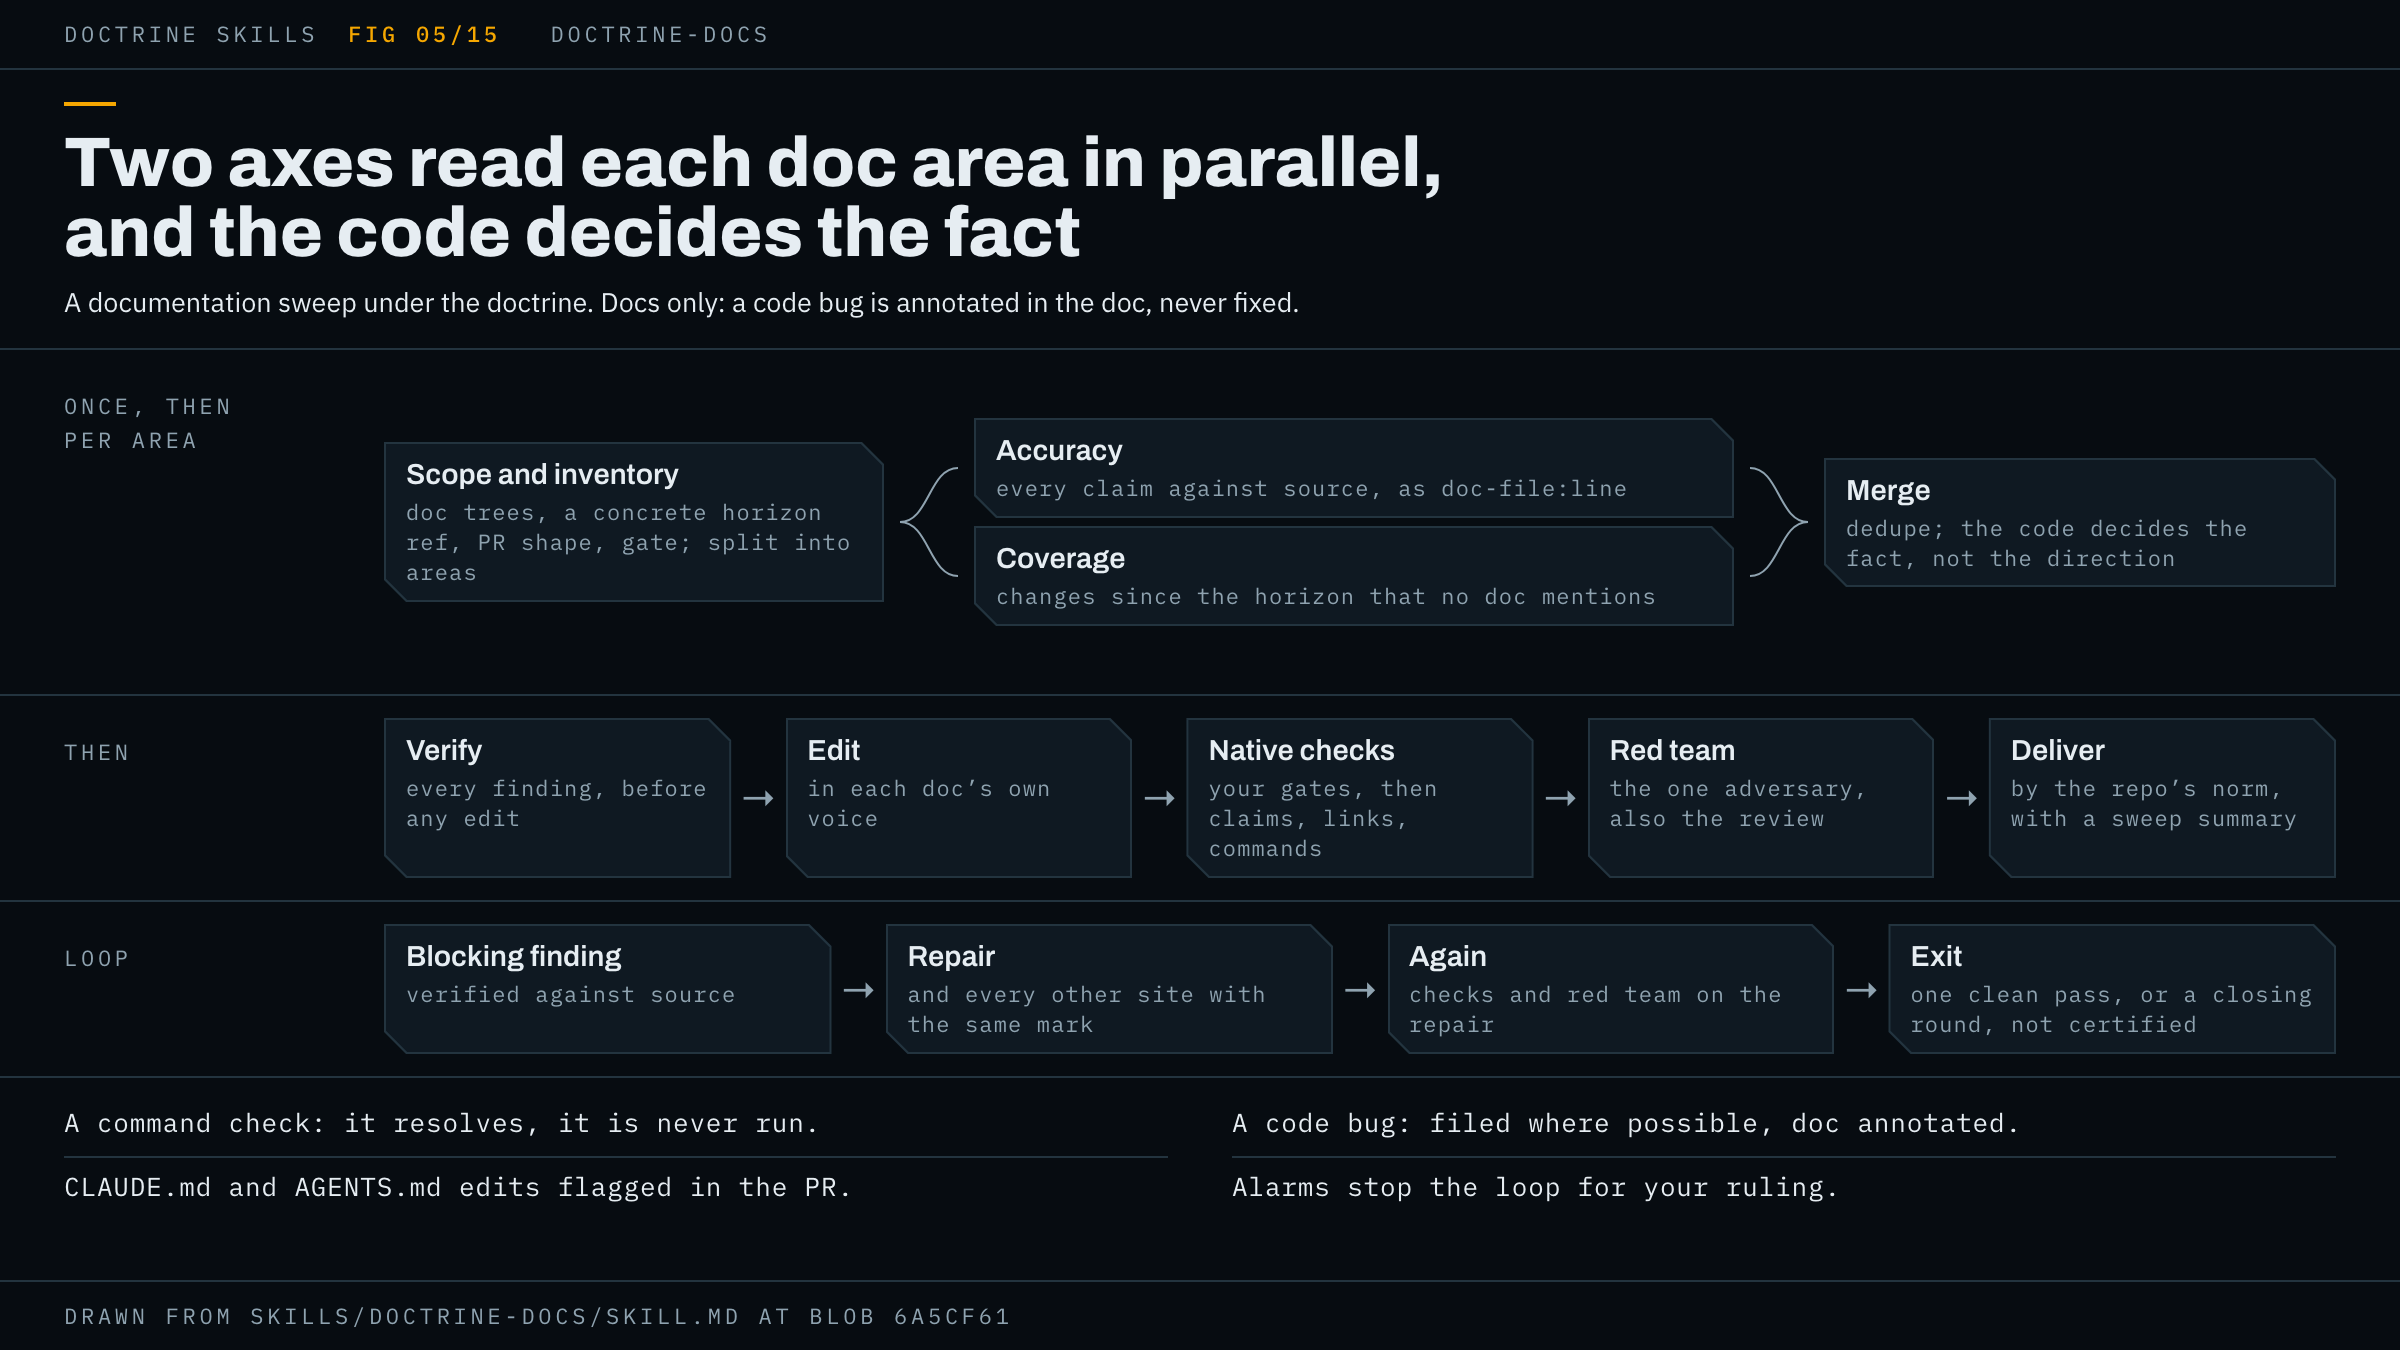 DOCTRINE SKILLS FIG 05/15 DOCTRINE-DOCS
Two axes read each doc area in parallel,
and the code decides the fact
A documentation sweep under the doctrine. Docs only: a code bug is annotated in the doc, never fixed.
ONCE, THEN
PER AREA
Scope and inventory
doc trees, a concrete horizon
ref, PR shape, gate; split into
areas
Accuracy
every claim against source, as doc-file:line
Coverage
changes since the horizon that no doc mentions
Merge
dedupe; the code decides the
fact, not the direction
THEN
Verify
every finding, before
any edit
→
Edit
in each doc’s own
voice
→
Native checks
your gates, then
claims, links,
commands
→
Red team
the one adversary,
also the review
→
Deliver
by the repo’s norm,
with a sweep summary
LOOP
Blocking finding
verified against source
→
Repair
and every other site with
the same mark
→
Again
checks and red team on the
repair
→
Exit
one clean pass, or a closing
round, not certified
A command check: it resolves, it is never run.
A code bug: filed where possible, doc annotated.
CLAUDE.md and AGENTS.md edits flagged in the PR.
Alarms stop the loop for your ruling.
DRAWN FROM SKILLS/DOCTRINE-DOCS/SKILL.MD AT BLOB 6A5CF61